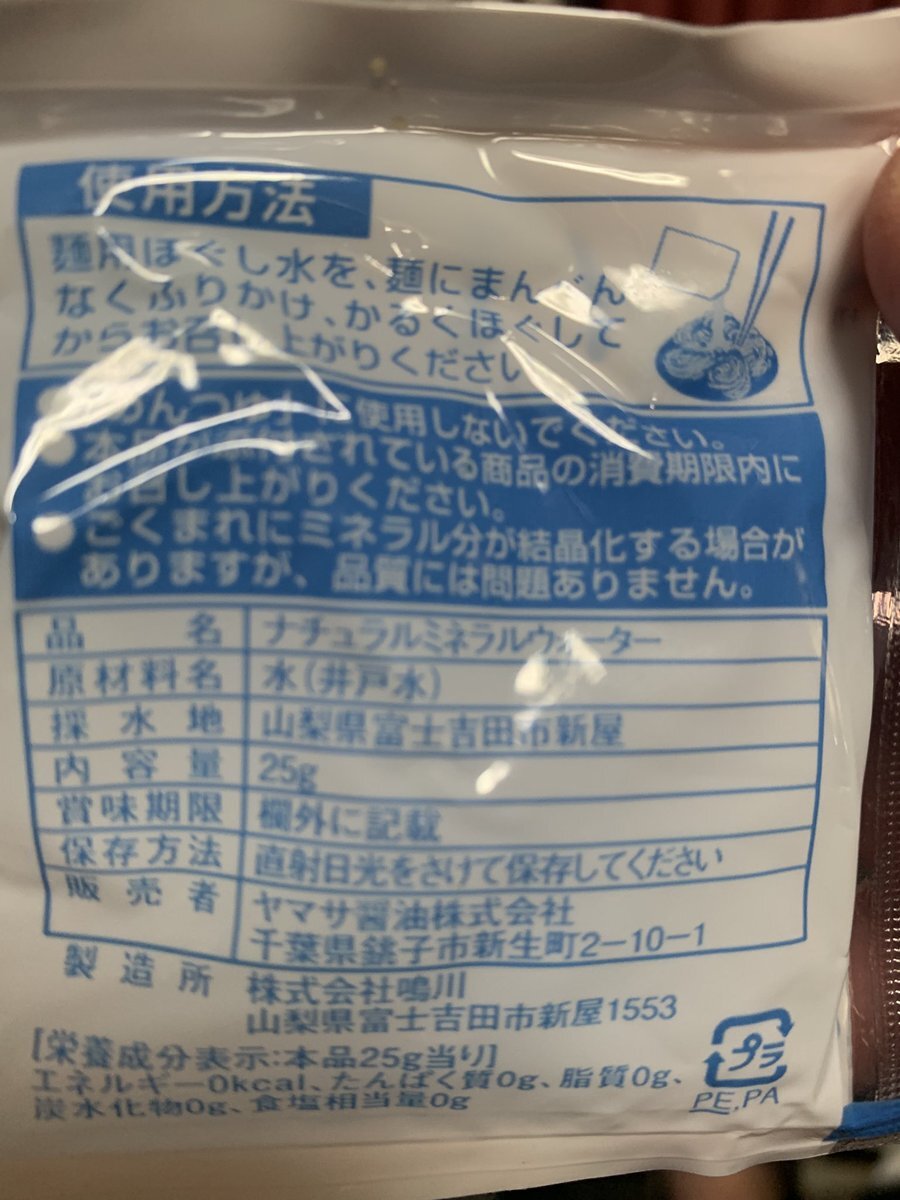 使用方法
麺用ほぐし水を、麺にまんべん
なくふりかけ、かるくほぐして
からお召し上がりください
使用しないでください。
されている商品の消費期限内に
お召し上がりください。
●ごくまれにミネラル分が結晶化する場合が
ありますが、品質には問題ありません。
品名 ナチュラルミネラルウォーター
原材料名 水(井戸水)
採水地 山梨県富士吉田市新屋
内容量 25g
賞味期限 欄外に記載
保存方法 直射日光をさけて保存してください
販売者 ヤマサ醤油株式会社
千葉県銚子市新生町2-10-1
製造所 株式会社鳴川
山梨県富士吉田市新屋1553
[栄養成分表示:本品25g当り]
エネルギー0kcal、たんぱく質0g、脂質0g、
炭水化物0g、食塩相当量0g
プラ
PE,PA